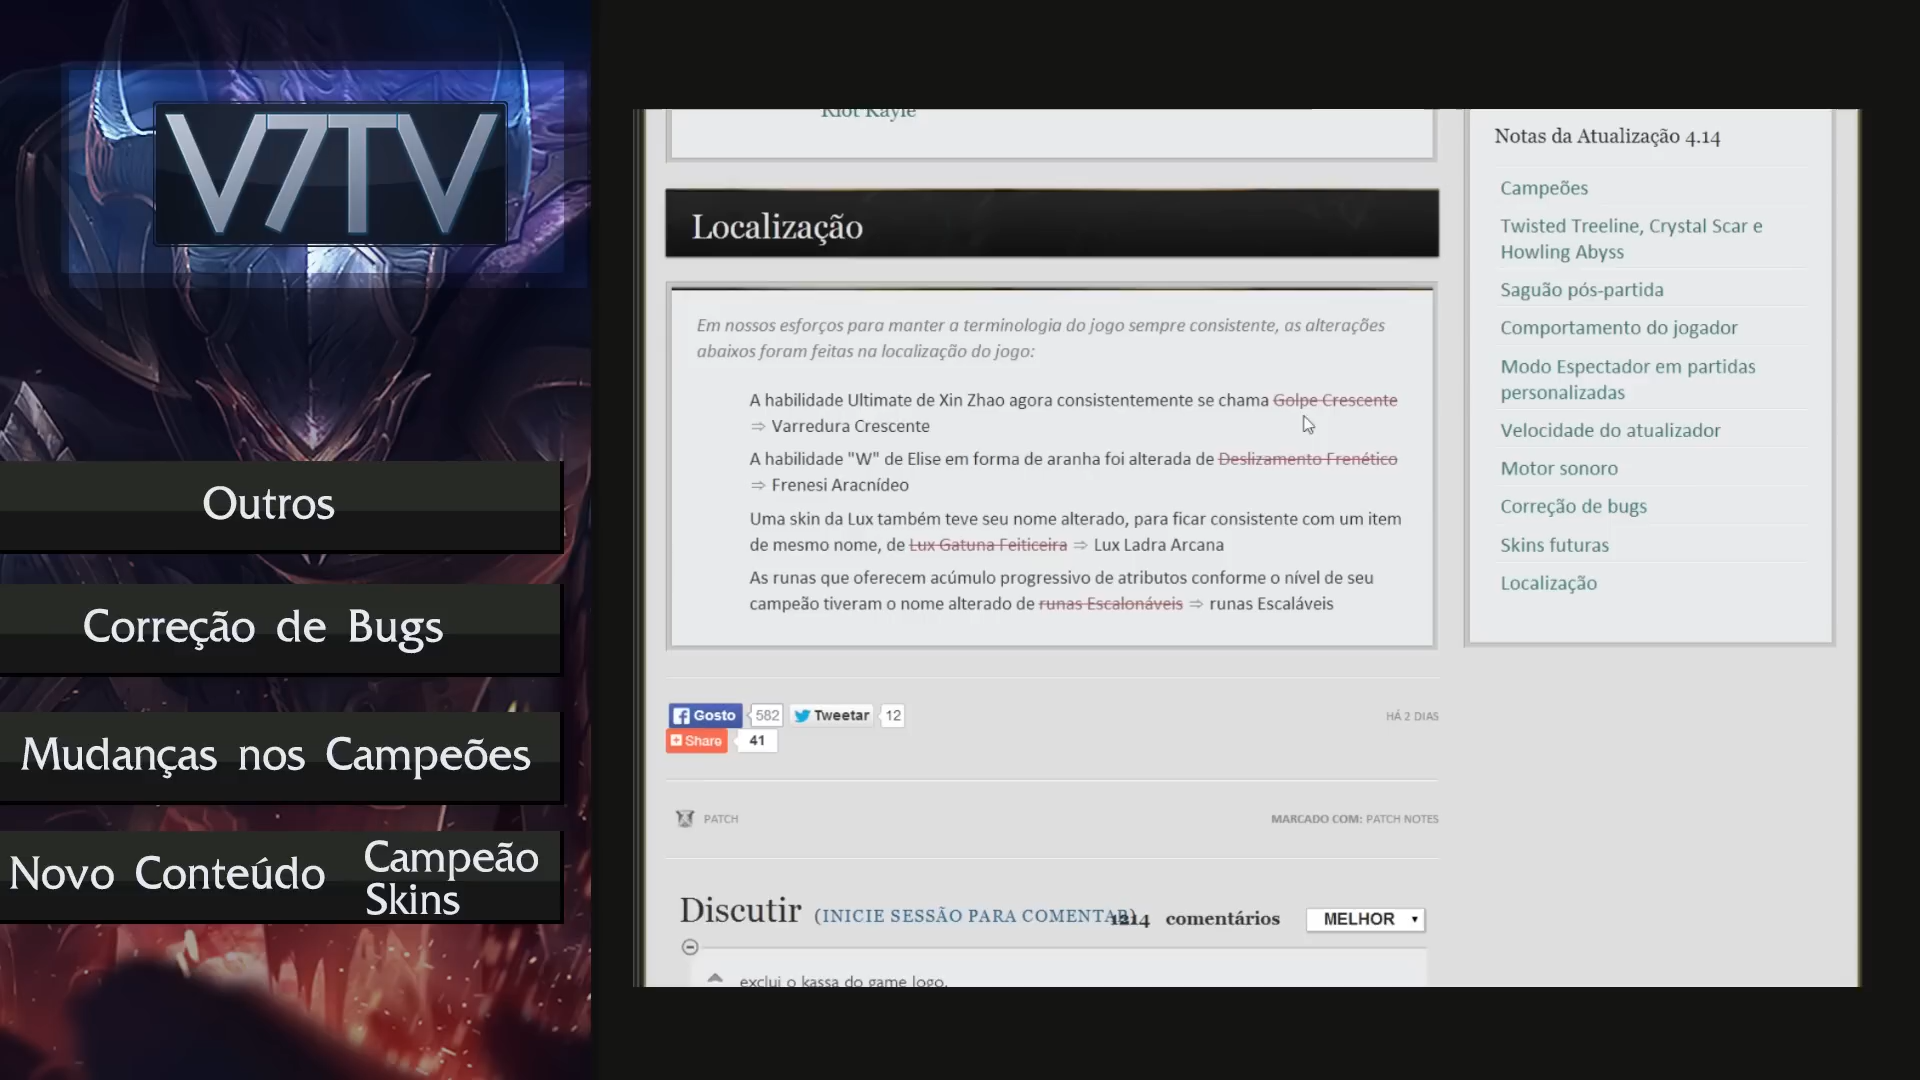 V7TV
Outros
Correção de Bugs
Mudanças nos Campeões
Novo Conteúdo
Campeão
Skins
Riot Kayle
Localização
Em nossos esforços para manter a terminologia do jogo sempre consistente, as alterações
abaixos foram feitas na localização do jogo:
A habilidade Ultimate de Xin Zhao agora consistentemente se chama Golpe Crescente
⇒ Varredura Crescente
A habilidade "W" de Elise em forma de aranha foi alterada de Deslizamento Frenético
⇒ Frenesi Aracnídeo
Uma skin da Lux também teve seu nome alterado, para ficar consistente com um item
de mesmo nome, de Lux Gatuna Feiticeira ⇒ Lux Ladra Arcana
As runas que oferecem acúmulo progressivo de atributos conforme o nível de seu
campeão tiveram o nome alterado de runas Escalonáveis ⇒ runas Escaláveis
Gosto 582 Tweetar 12
HÁ 2 DIAS
Share 41
PATCH
MARCADO COM: PATCH NOTES
Discutir (INICIE SESSÃO PARA COMENTAR) 1214 comentários MELHOR
exclui o kassa do game logo.
Notas da Atualização 4.14
Campeões
Twisted Treeline, Crystal Scar e
Howling Abyss
Saguão pós-partida
Comportamento do jogador
Modo Espectador em partidas
personalizadas
Velocidade do atualizador
Motor sonoro
Correção de bugs
Skins futuras
Localização